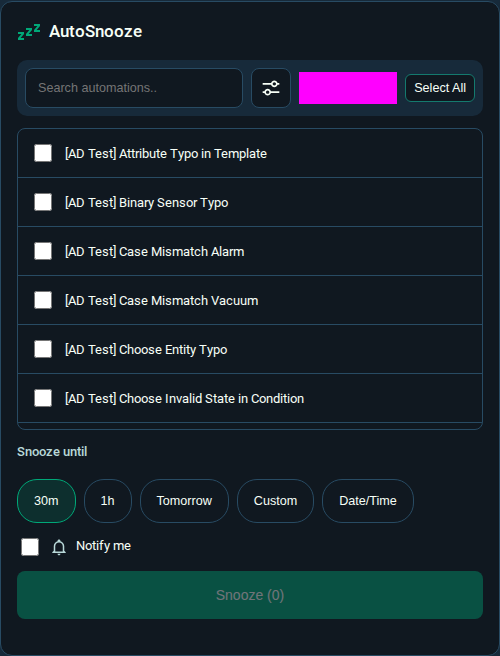 AutoSnooze
Search automations..
Select All
[AD Test] Attribute Typo in Template
[AD Test] Binary Sensor Typo
[AD Test] Case Mismatch Alarm
[AD Test] Case Mismatch Vacuum
[AD Test] Choose Entity Typo
[AD Test] Choose Invalid State in Condition
Snooze until
30m
1h
Tomorrow
Custom
Date/Time
Notify me
Snooze (0)